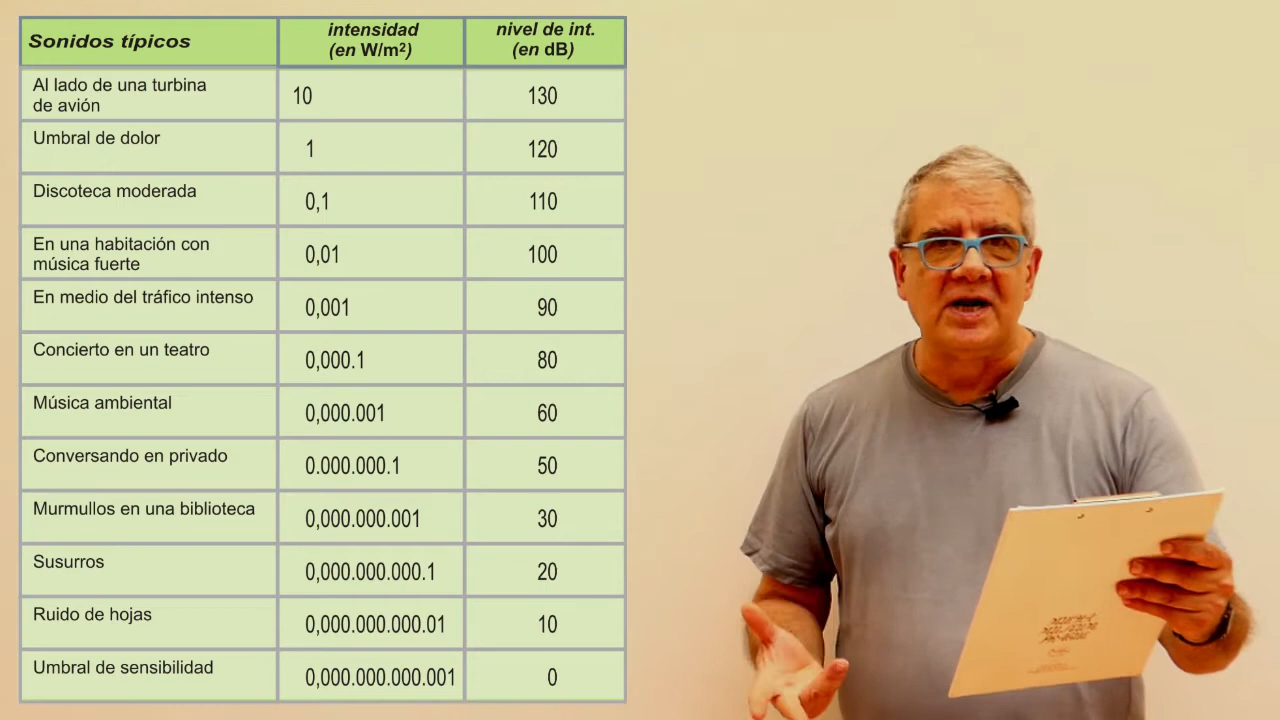 Sonidos típicos intensidad nivel de int.
(en W/m²) (en dB)
Al lado de una turbina
de avión 10 130
Umbral de dolor 1 120
Discoteca moderada 0,1 110
En una habitación con
música fuerte 0,01 100
En medio del tráfico intenso 0,001 90
Concierto en un teatro 0,000.1 80
Música ambiental 0,000.001 60
Conversando en privado 0.000.000.1 50
Murmullos en una biblioteca 0,000.000.001 30
Susurros 0,000.000.000.1 20
Ruido de hojas 0,000.000.000.01 10
Umbral de sensibilidad 0,000.000.000.001 0